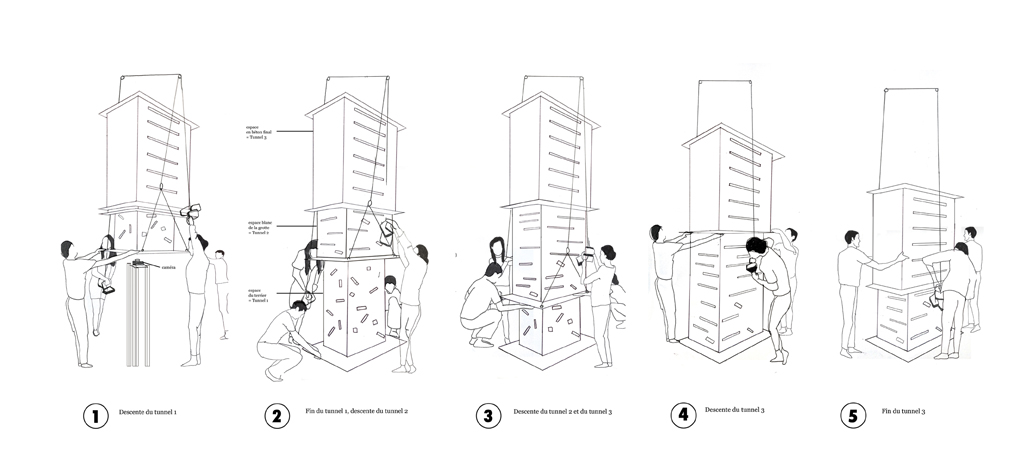 espace
en béton final
= Tunnel 3
espace blanc
de la grotte
= Tunnel 2
espace
du terrier
= Tunnel 1
caméra
1 Descente du tunnel 1
2 Fin du tunnel 1, descente du tunnel 2
3 Descente du tunnel 2 et du tunnel 3
4 Descente du tunnel 3
5 Fin du tunnel 3